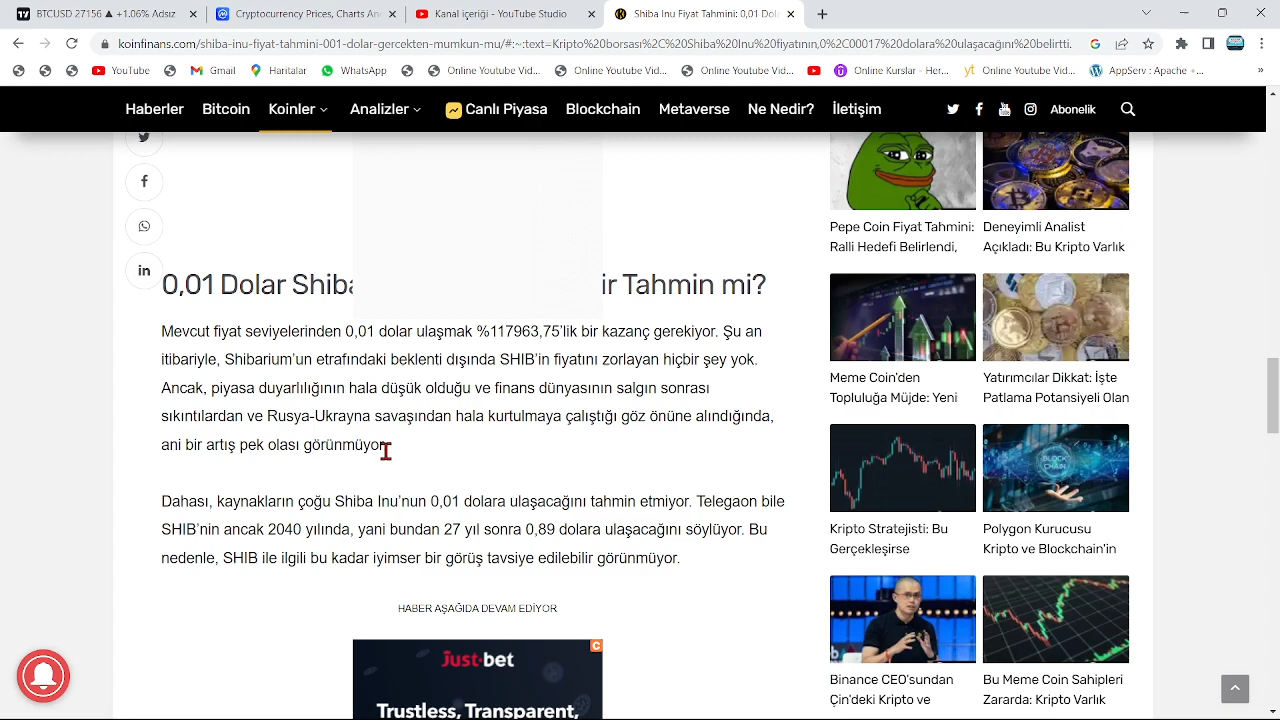 BTCUSD 27156 ▲ +1.06% Adsız
Cryptocurrency Prices, Charts An
Kanal içeriği - YouTube Studio
Shiba Inu Fiyat Tahmini: 0,01 Dol
koinfinans.com/shiba-inu-fiyat-tahmini-001-dolar-gercekten-mumkun-mu/#:~:text=Kripto%20borsası%2C%20Shiba%20Inu%20fiyatının,0%2C00017%20dolara%20ulaşacağını%20belirtti.
YouTube
Gmail
Haritalar
WhatsApp
Online Youtube Vid...
Online Youtube Vid...
Online Youtube Vid...
Online Kurslar - Her...
Online Youtube Vid...
AppServ : Apache +...
»
Haberler
Bitcoin
Koinler
Analizler
Canlı Piyasa
Blockchain
Metaverse
Ne Nedir?
İletişim
Abonelik
0,01 Dolar Shiba
ir Tahmin mi?
Mevcut fiyat seviyelerinden 0,01 dolar ulaşmak %117963,75’lik bir kazanç gerekiyor. Şu an
itibariyle, Shibarium’un etrafındaki beklenti dışında SHIB’in fiyatını zorlayan hiçbir şey yok.
Ancak, piyasa duyarlılığının hala düşük olduğu ve finans dünyasının salgın sonrası
sıkıntılardan ve Rusya-Ukrayna savaşından hala kurtulmaya çalıştığı göz önüne alındığında,
ani bir artış pek olası görünmüyor.
Dahası, kaynakların çoğu Shiba Inu’nun 0,01 dolara ulaşacağını tahmin etmiyor. Telegaon bile
SHIB’nin ancak 2040 yılında, yani bundan 27 yıl sonra 0,89 dolara ulaşacağını söylüyor. Bu
nedenle, SHIB ile ilgili bu kadar iyimser bir görüş tavsiye edilebilir görünmüyor.
HABER AŞAĞIDA DEVAM EDİYOR
just·bet
Trustless, Transparent,
Pepe Coin Fiyat Tahmini:
Ralli Hedefi Belirlendi,
Deneyimli Analist
Açıkladı: Bu Kripto Varlık
Meme Coin’den
Topluluğa Müjde: Yeni
Yatırımcılar Dikkat: İşte
Patlama Potansiyeli Olan
BLOCK
CHAIN
Kripto Stratejisti: Bu
Gerçekleşirse
Polygon Kurucusu
Kripto ve Blockchain’in
Binance CEO’sundan
Çin’deki Kripto ve
Bu Meme Coin Sahipleri
Zararda: Kripto Varlık